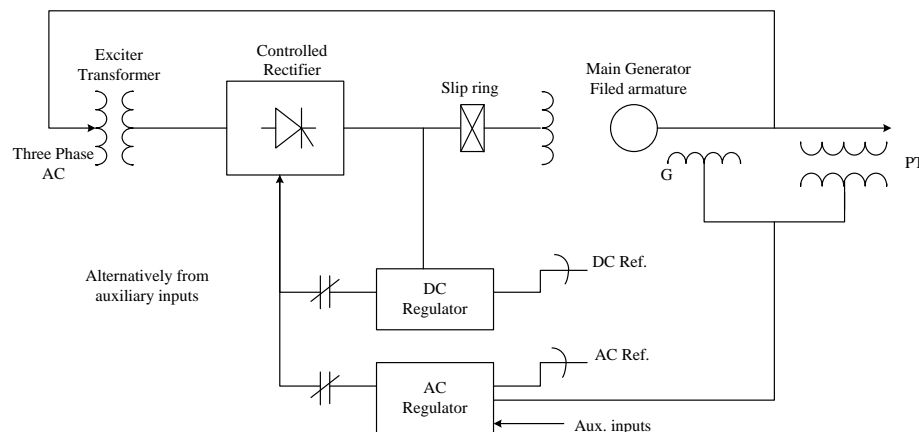 Exciter
Transformer
Controlled
Rectifier
Slip ring
Main Generator
Filed armature
Three Phase
AC
G
PT
Alternatively from
auxiliary inputs
DC
Regulator
DC Ref.
AC
Regulator
AC Ref.
Aux. inputs